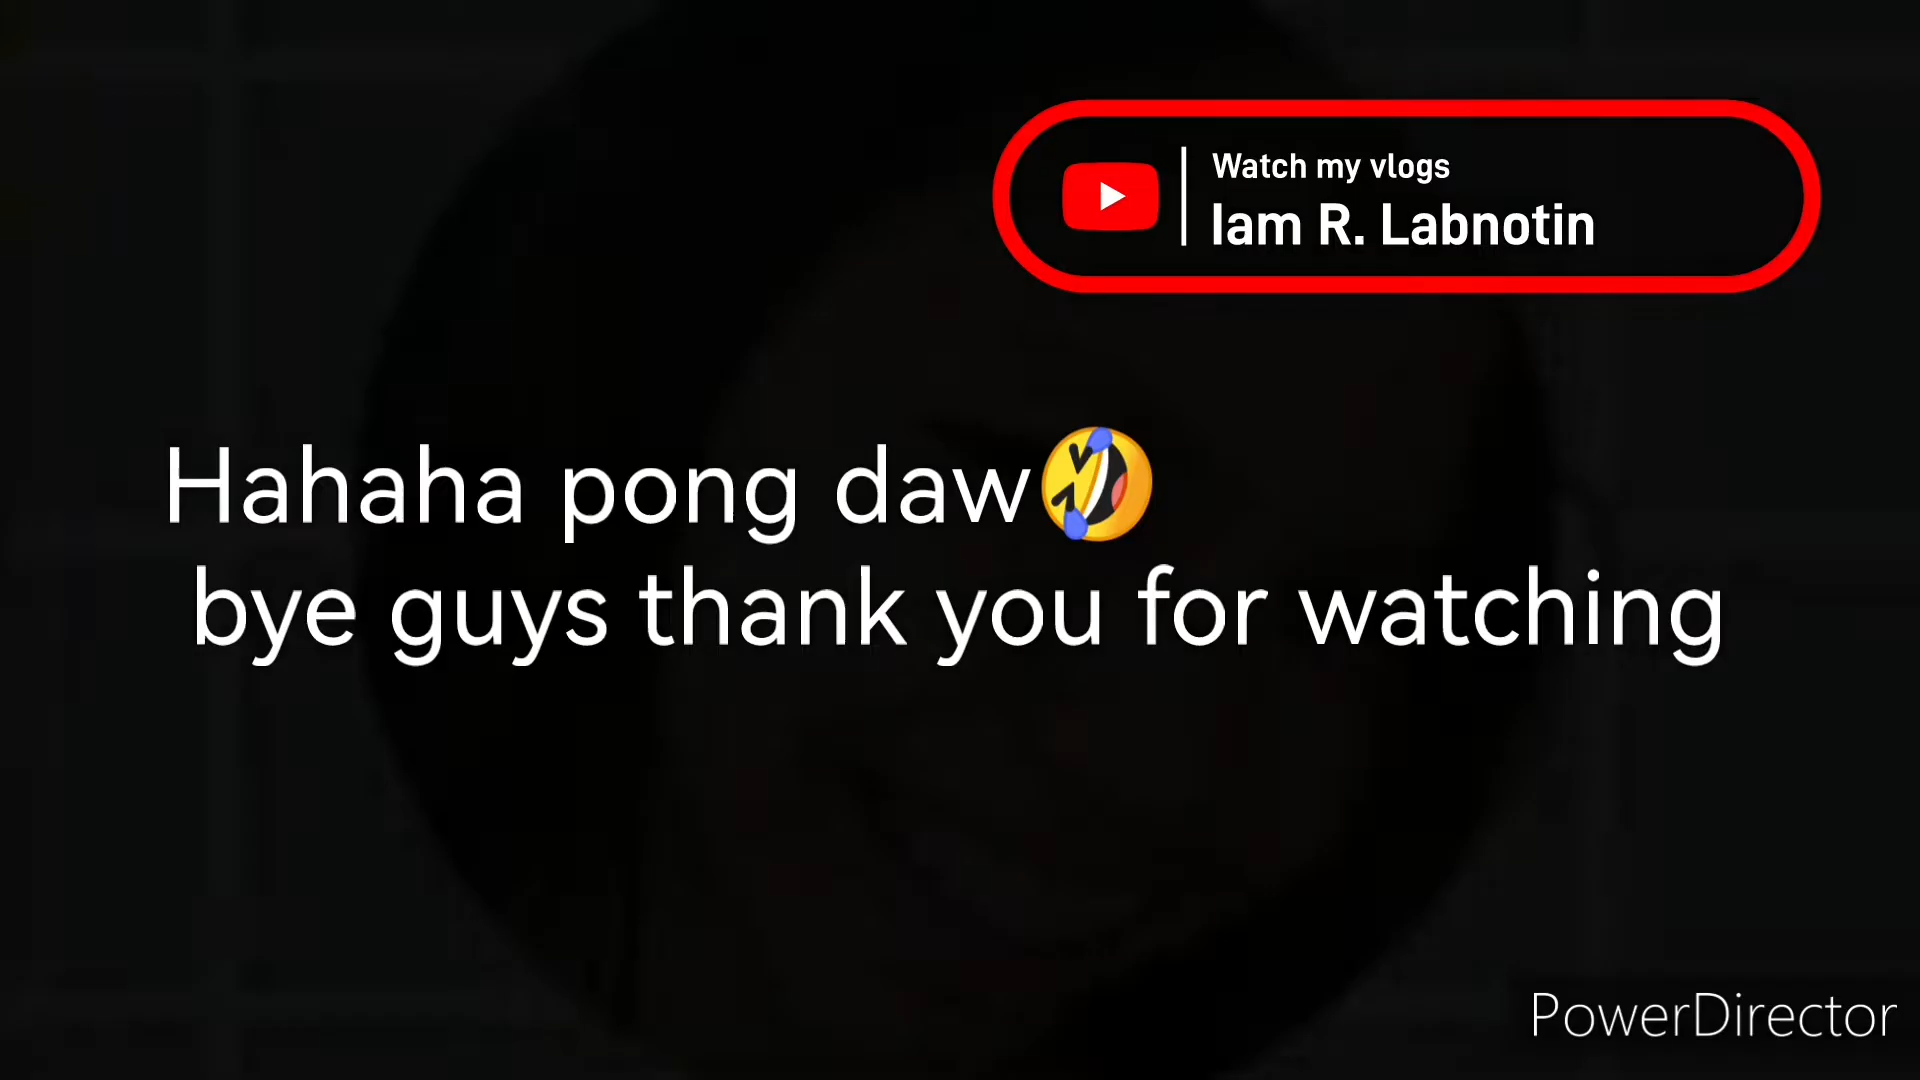 Watch my vlogs
Iam R. Labnotin
Hahaha pong daw🤣
bye guys thank you for watching
PowerDirector